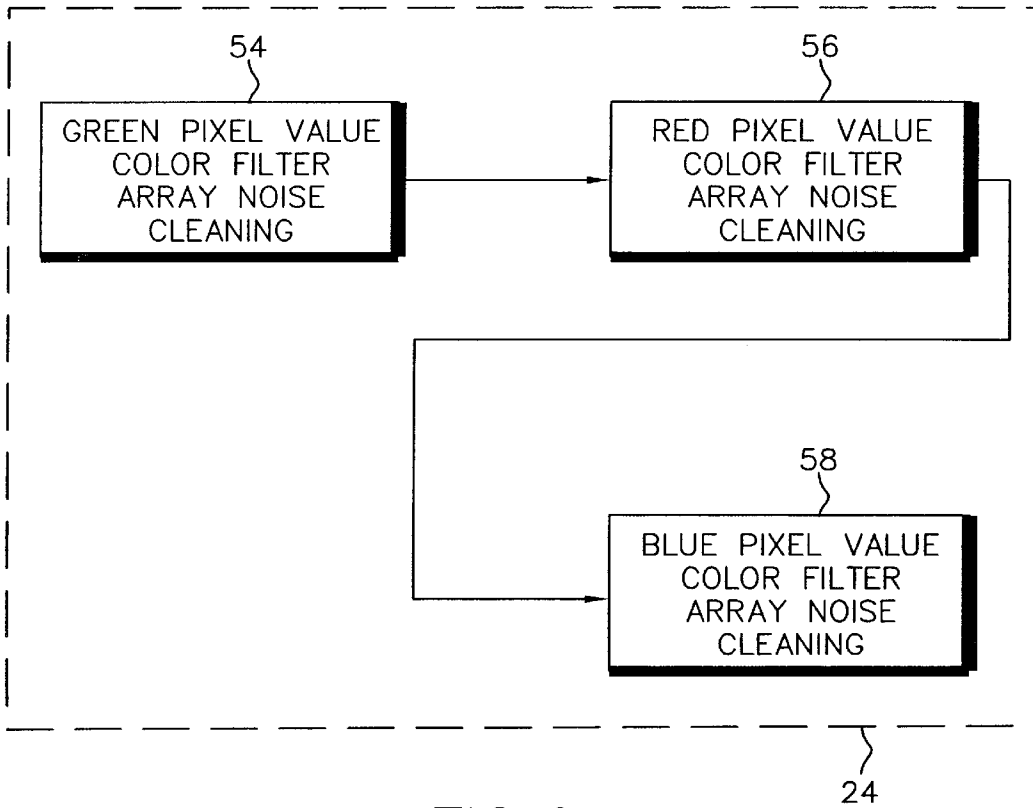 54
GREEN PIXEL VALUE
COLOR FILTER
ARRAY NOISE
CLEANING
56
RED PIXEL VALUE
COLOR FILTER
ARRAY NOISE
CLEANING
58
BLUE PIXEL VALUE
COLOR FILTER
ARRAY NOISE
CLEANING
24